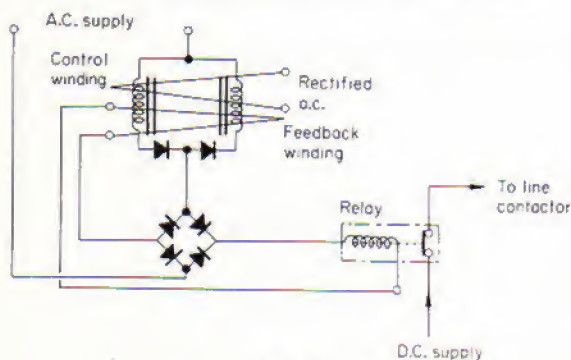 A.C. supply
Control
winding
Rectified
a.c.
Feedback
winding
Relay
To line
contactor
D.C. supply